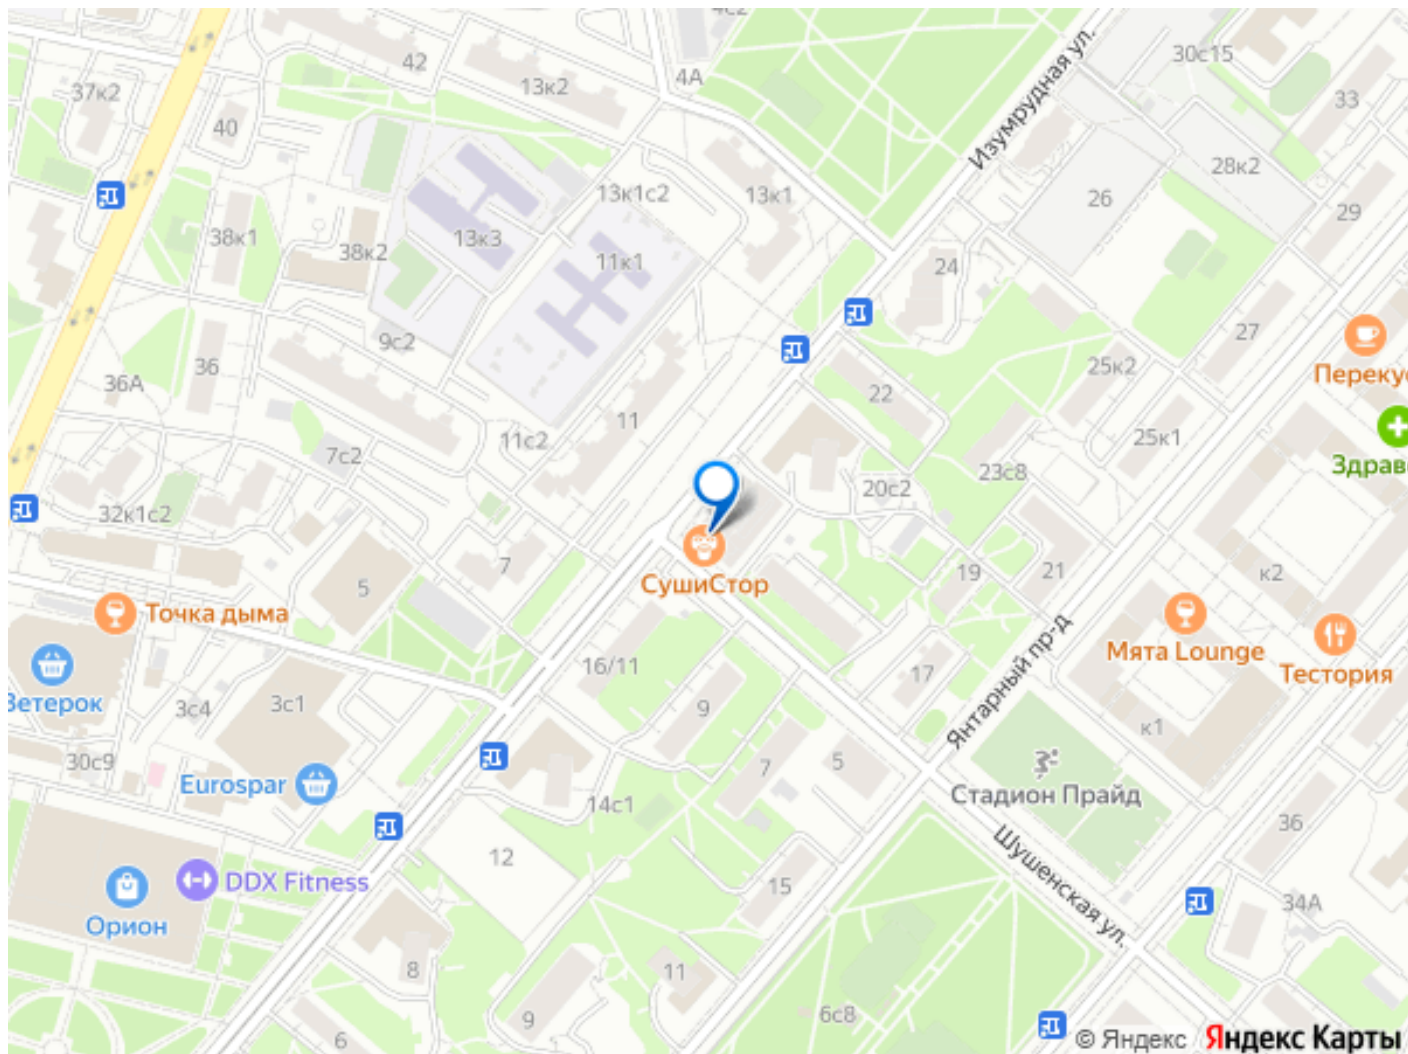 4с2
Изумрудная ул.
30с15
42
13к2
4А
37к2
33
40
28к2
13к1с2
13к1
26
29
38к1
13к3
38к2
11к1
24
27
9с2
25к2
Переку
36
36А
22
11
25к1
11с2
7с2
Здрав
23с8
20с2
32к1с2
7
19
21
к2
СушиСтор
5
Точка дыма
Мята Lounge
16/11
17
Тестория
Янтарный пр-д
Ветерок
3с4
3с1
9
к1
30с9
7
5
Eurospar
Стадион Прайд
14с1
36
12
Шушенская ул.
DDX Fitness
15
34А
Орион
8
11
9
6с8
6
© Яндекс Яндекс Карты